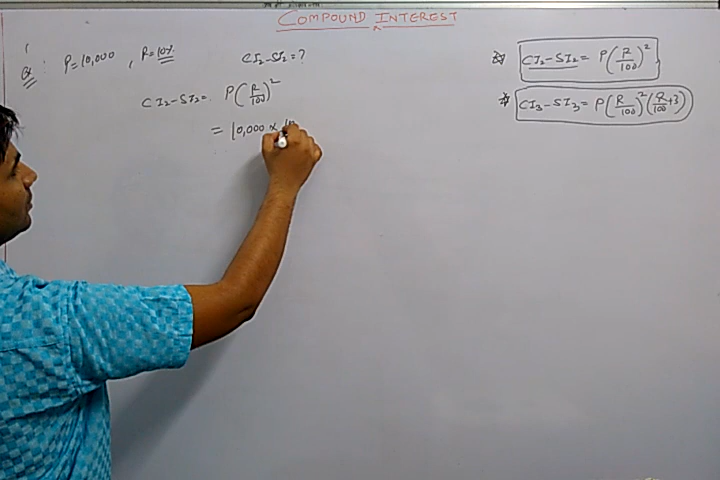 COMPOUND INTEREST
Q: P=10,000 , R=10% CI₂-SI₂=?
CI₂-SI₂= P(R/100)²
= 10,000 × 10
CI₂-SI₂= P(R/100)²
CI₃-SI₃= P(R/100)²(R/100+3)